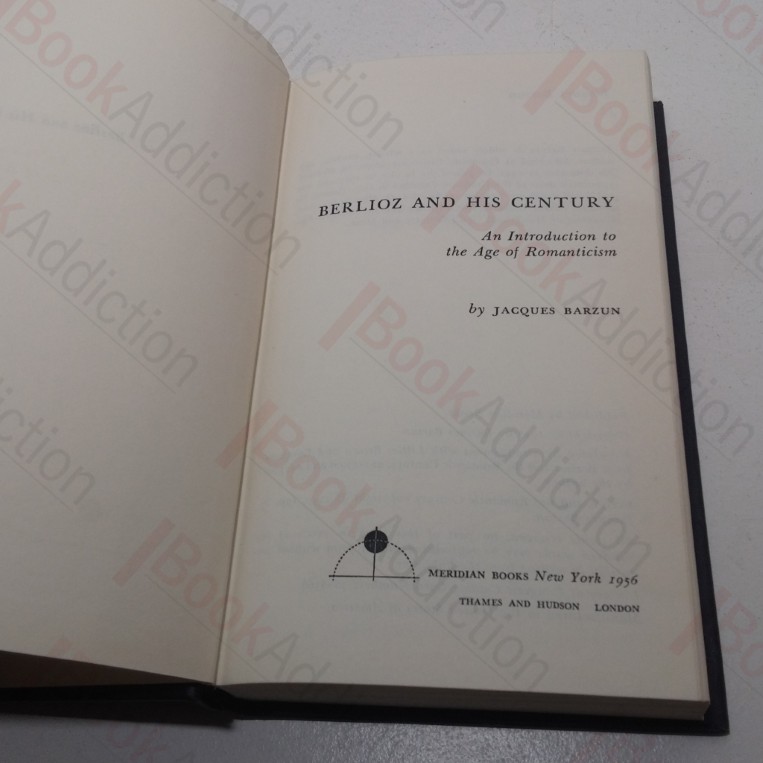 BERLIOZ AND HIS CENTURY
An Introduction to
the Age of Romanticism
by JACQUES BARZUN
MERIDIAN BOOKS New York 1956
THAMES AND HUDSON LONDON
BookAddiction